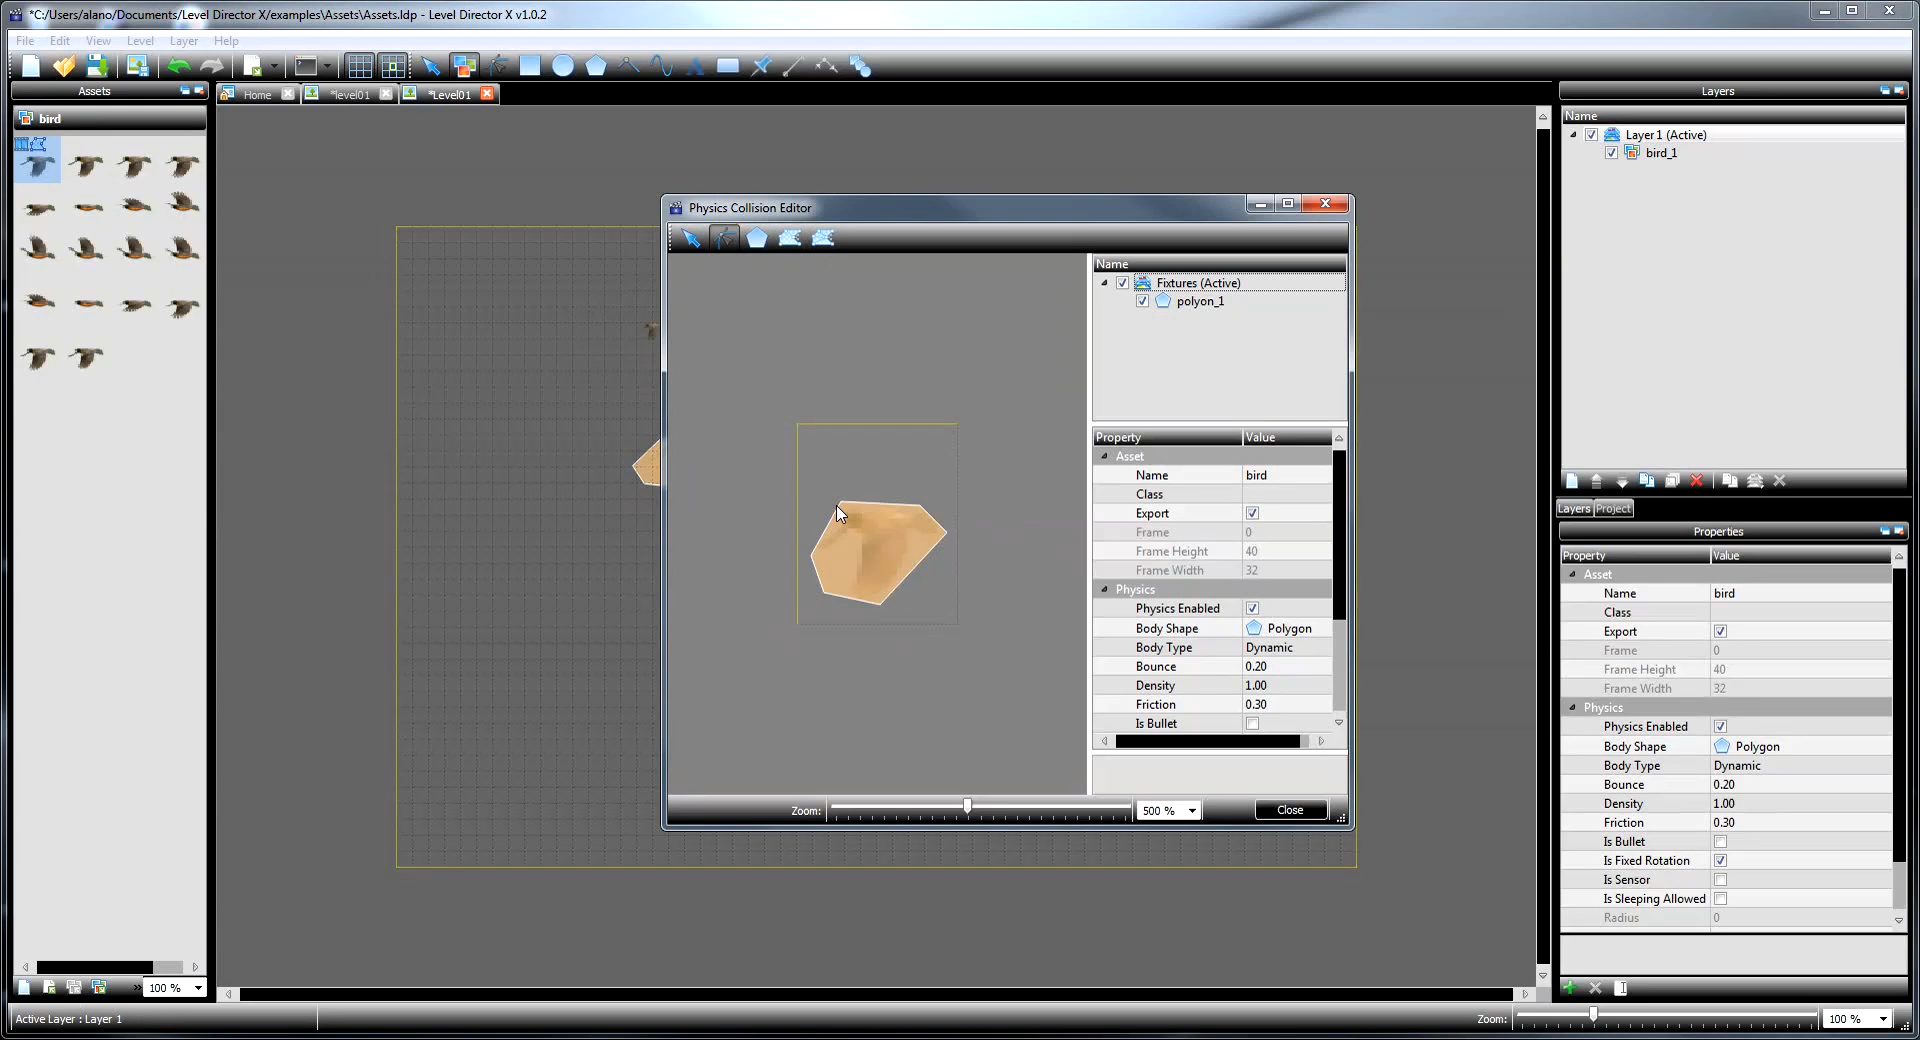 *C:/Users/alano/Documents/Level Director X/examples\Assets\Assets.ldp - Level Director X v1.0.2
File Edit View Level Layer Help
Assets
Home *level01 *Level01
bird
Physics Collision Editor
Name
Fixtures (Active)
polyon_1
Property Value
Asset
Name bird
Class
Export
Frame 0
Frame Height 40
Frame Width 32
Physics
Physics Enabled
Body Shape Polygon
Body Type Dynamic
Bounce 0.20
Density 1.00
Friction 0.30
Is Bullet
Zoom: 500 % Close
Layers
Name
Layer 1 (Active)
bird_1
Layers Project
Properties
Property Value
Asset
Name bird
Class
Export
Frame 0
Frame Height 40
Frame Width 32
Physics
Physics Enabled
Body Shape Polygon
Body Type Dynamic
Bounce 0.20
Density 1.00
Friction 0.30
Is Bullet
Is Fixed Rotation
Is Sensor
Is Sleeping Allowed
Radius 0
» 100 %
Active Layer : Layer 1
Zoom: 100 %